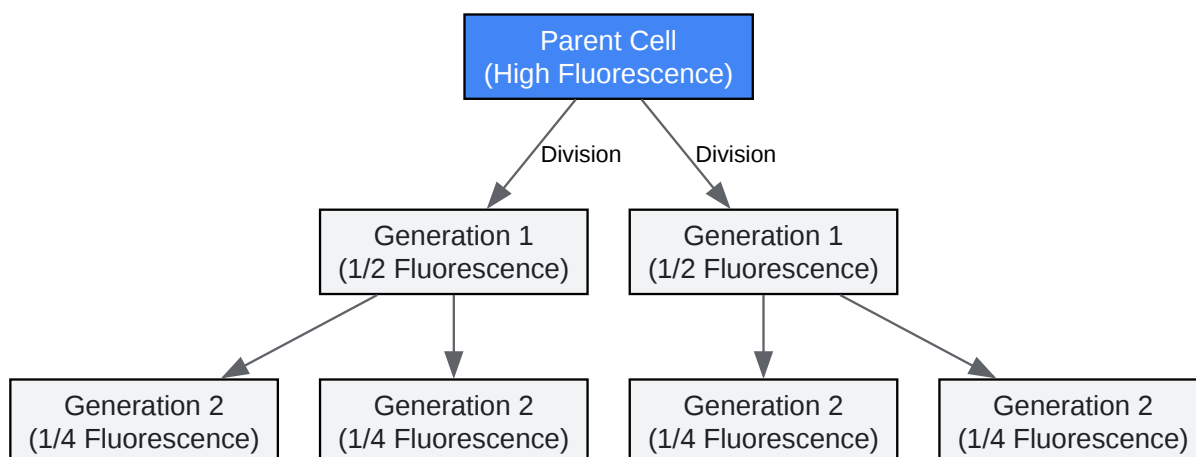 Parent Cell
(High Fluorescence)
Division
Division
Generation 1
(1/2 Fluorescence)
Generation 1
(1/2 Fluorescence)
Generation 2
(1/4 Fluorescence)
Generation 2
(1/4 Fluorescence)
Generation 2
(1/4 Fluorescence)
Generation 2
(1/4 Fluorescence)